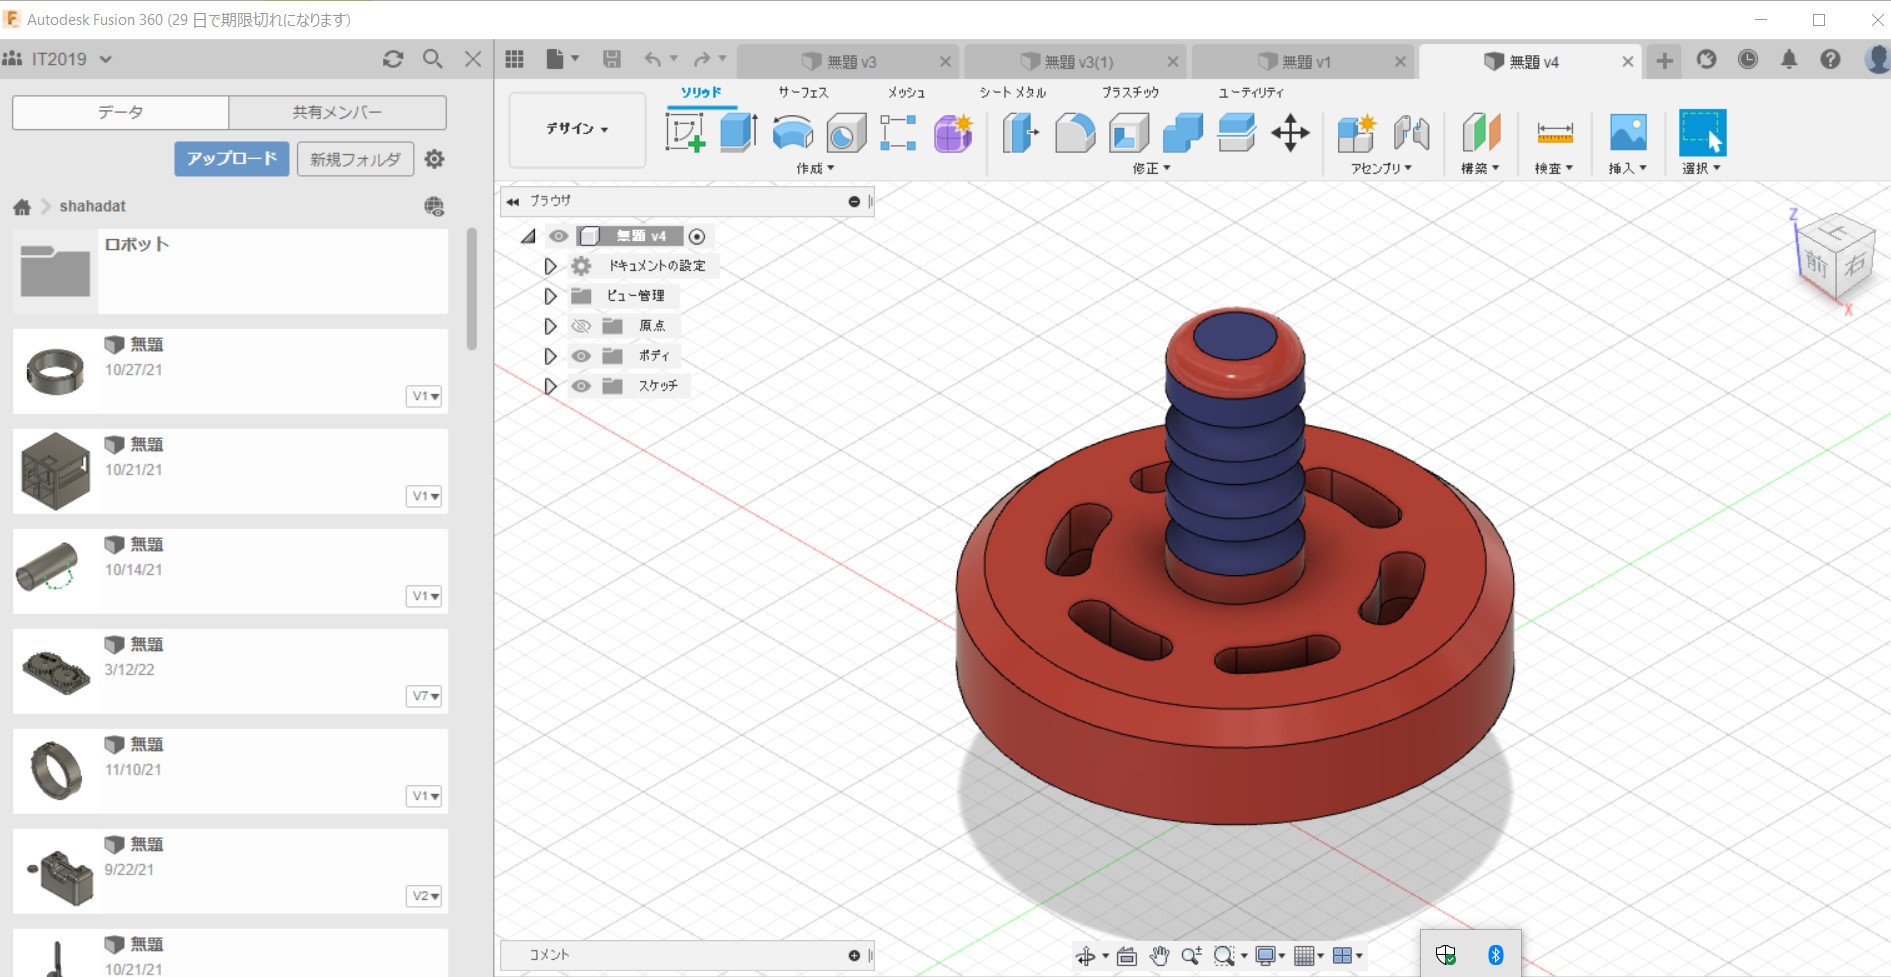 Autodesk Fusion 360 (29 日で期限切れになります)
IT2019
無題 v3
無題 v3(1)
無題 v1
無題 v4
データ
共有メンバー
アップロード
新規フォルダ
shahadat
ロボット
無題
10/27/21
V1
無題
10/21/21
V1
無題
10/14/21
V1
無題
3/12/22
V7
無題
11/10/21
V1
無題
9/22/21
V2
無題
10/21/21
デザイン
ソリッド
サーフェス
メッシュ
シート メタル
プラスチック
ユーティリティ
作成
修正
アセンブリ
構築
検査
挿入
選択
ブラウザ
無題 v4
ドキュメントの設定
ビュー管理
原点
ボディ
スケッチ
Z
上
前
右
X
コメント